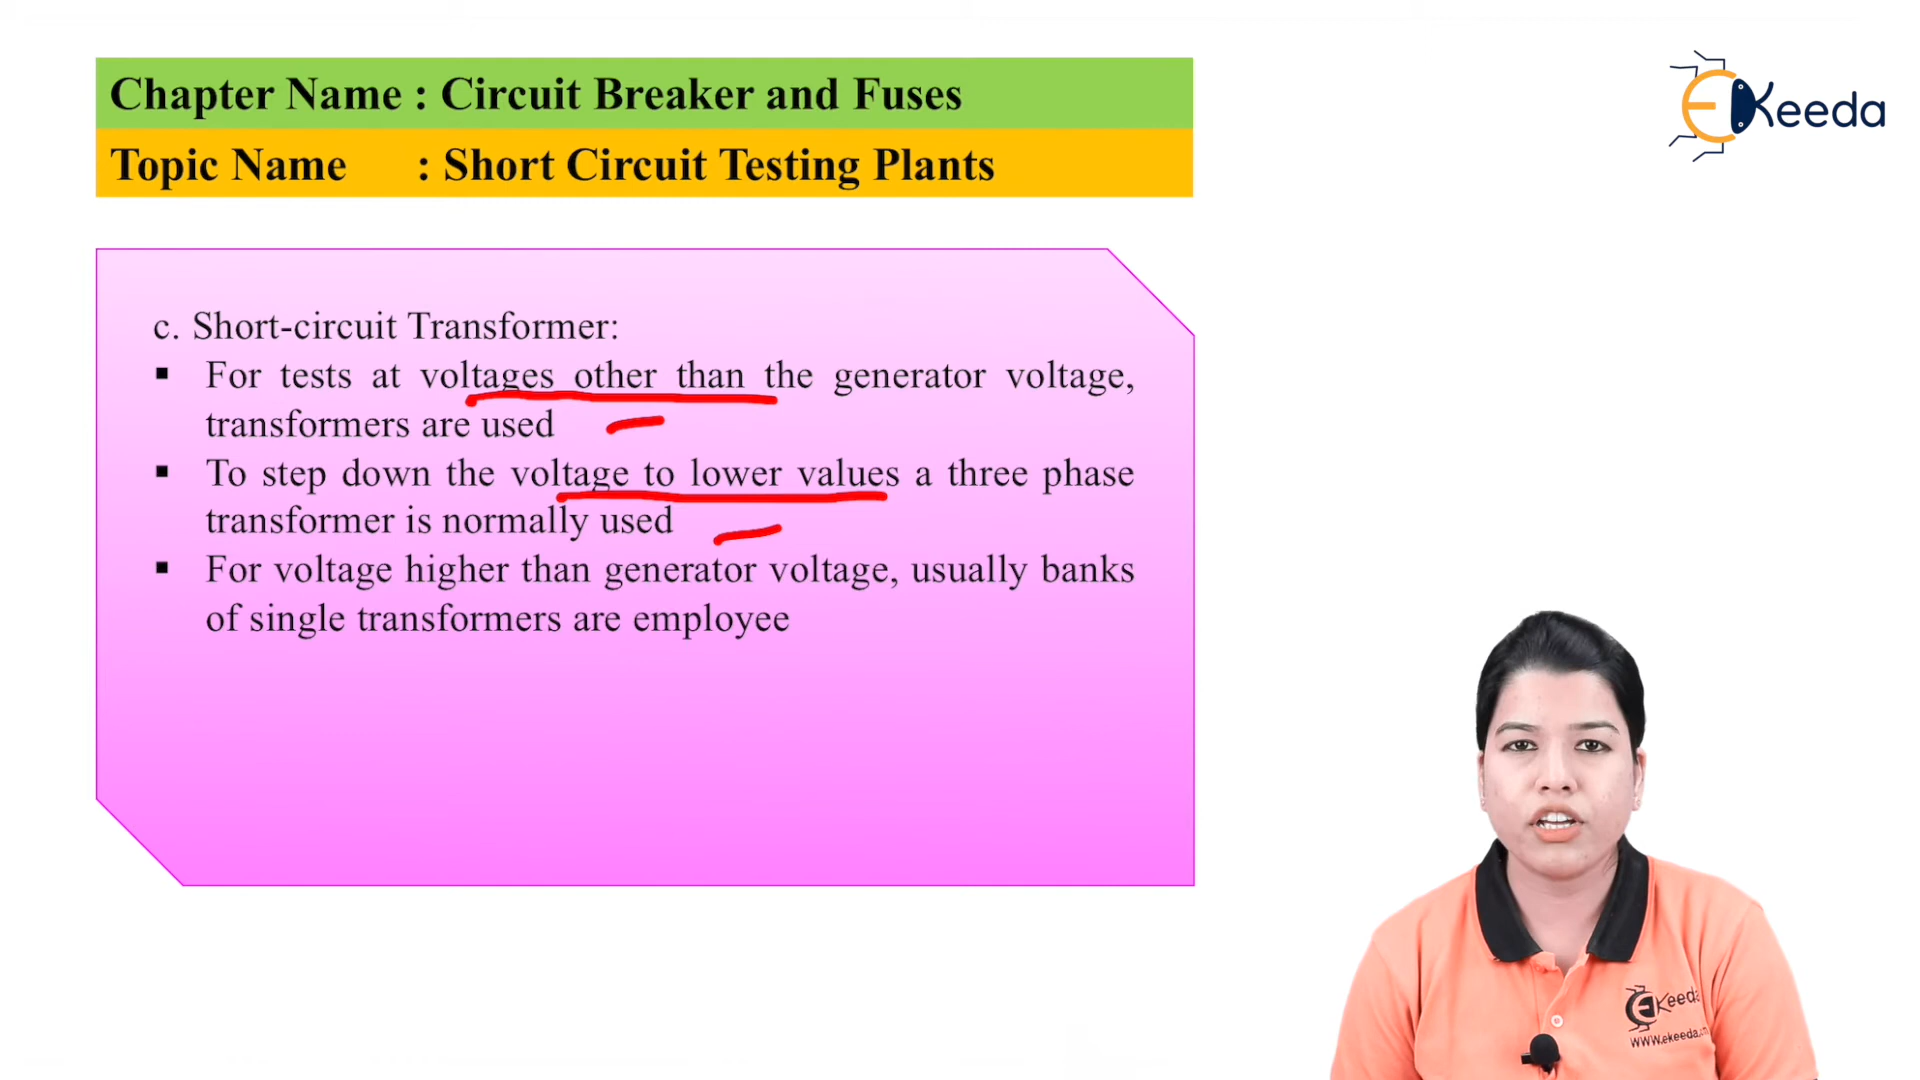 Chapter Name : Circuit Breaker and Fuses
Topic Name : Short Circuit Testing Plants
EKeeda
c. Short-circuit Transformer:
▪ For tests at voltages other than the generator voltage,
transformers are used
▪ To step down the voltage to lower values a three phase
transformer is normally used
▪ For voltage higher than generator voltage, usually banks
of single transformers are employee
EKeeda